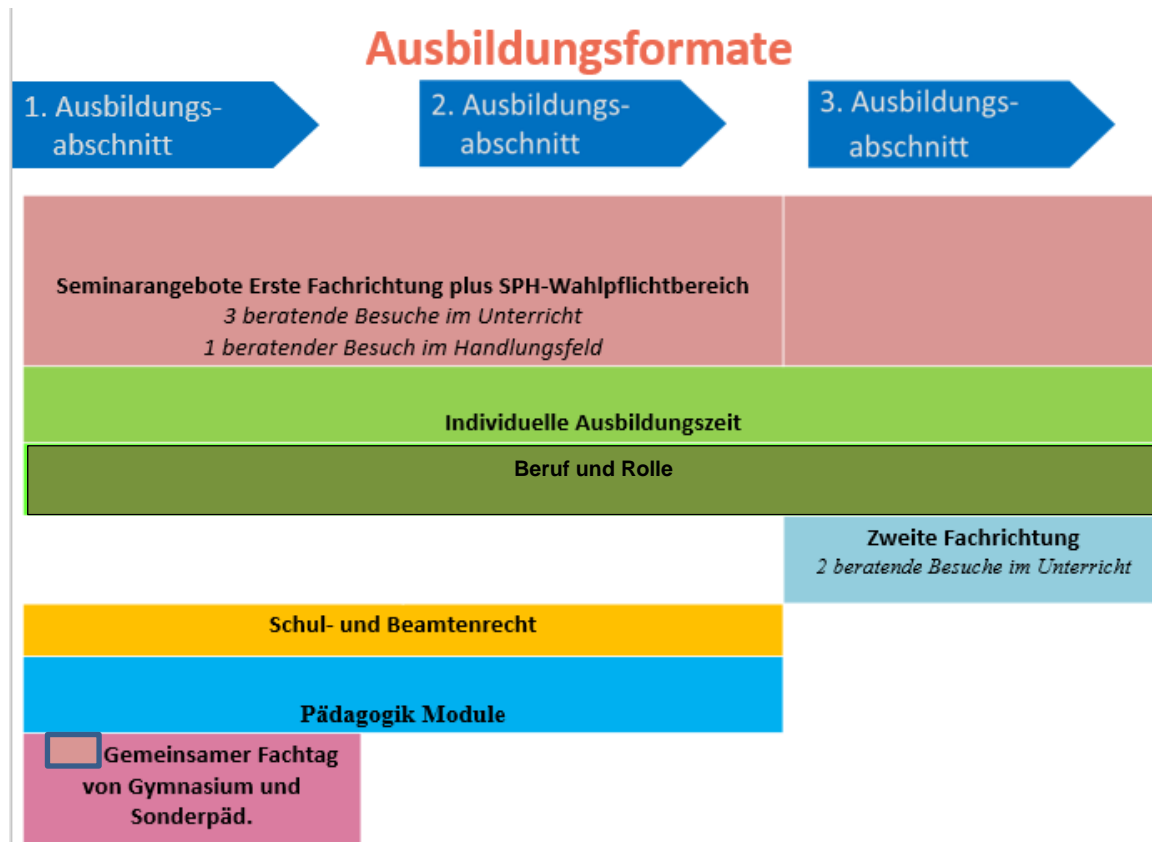 Ausbildungsformate
1. Ausbildungs-
abschnitt
2. Ausbildungs-
abschnitt
3. Ausbildungs-
abschnitt
Seminarangebote Erste Fachrichtung plus SPH-Wahlpflichtbereich
3 beratende Besuche im Unterricht
1 beratender Besuch im Handlungsfeld
Individuelle Ausbildungszeit
Beruf und Rolle
Zweite Fachrichtung
2 beratende Besuche im Unterricht
Schul- und Beamtenrecht
Pädagogik Module
Gemeinsamer Fachtag
von Gymnasium und
Sonderpäd.